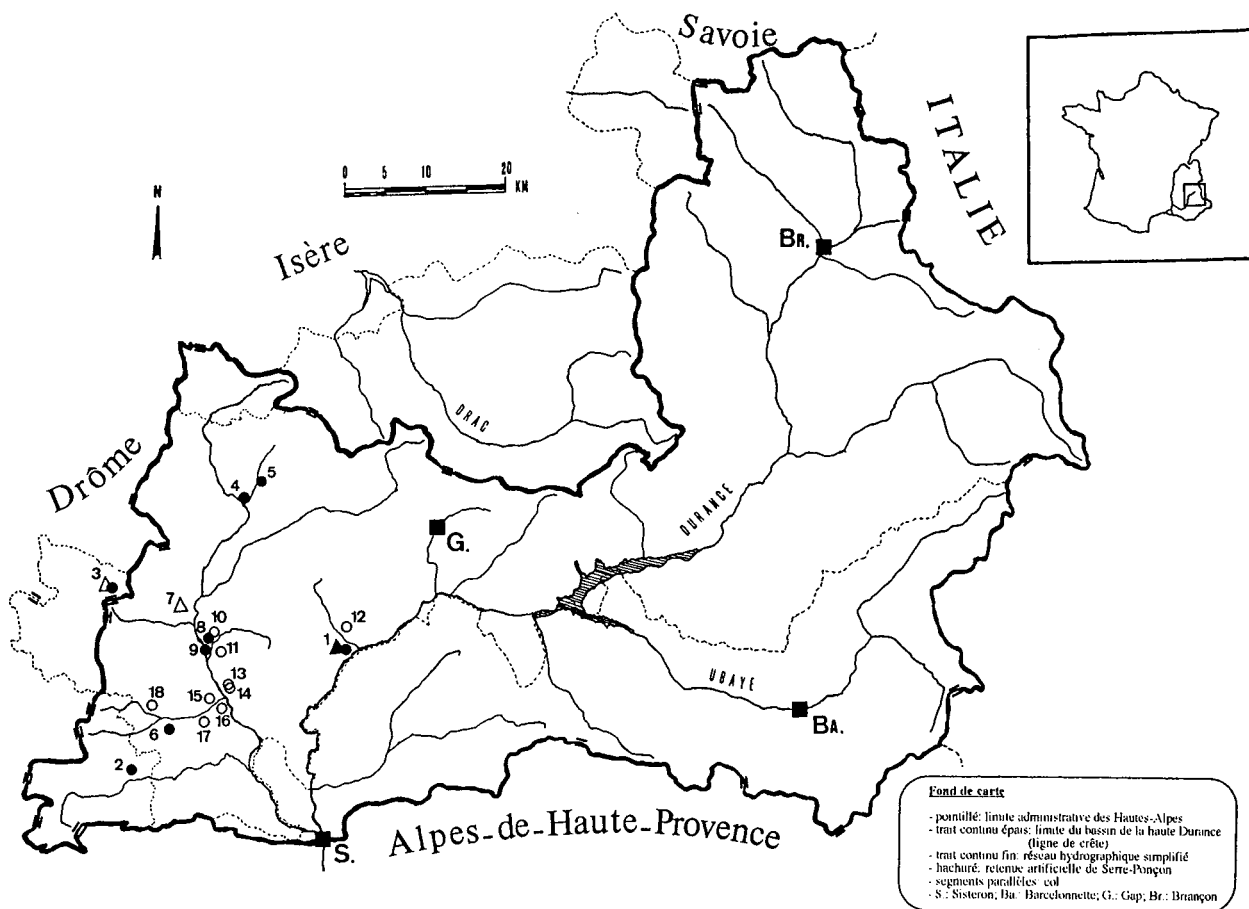 Savoie
ITALIE
0 5 10 20
KM
N
Isère
BR.
DRAC
Drôme
5
4
DURANCE
G.
3
7
10
8
12
1
9
11
13
14
15
18
16
17
6
UBAYE
BA.
2
S.
Alpes-de-Haute-Provence
Fond de carte
- pointillé: limite administrative des Hautes-Alpes
- trait continu épais: limite du bassin de la haute Durance
(ligne de crête)
- trait continu fin: réseau hydrographique simplifié
- hachuré: retenue artificielle de Serre-Ponçon
- segments parallèles: col
- S.: Sisteron; Ba.: Barcelonnette; G.: Gap; Br.: Briançon